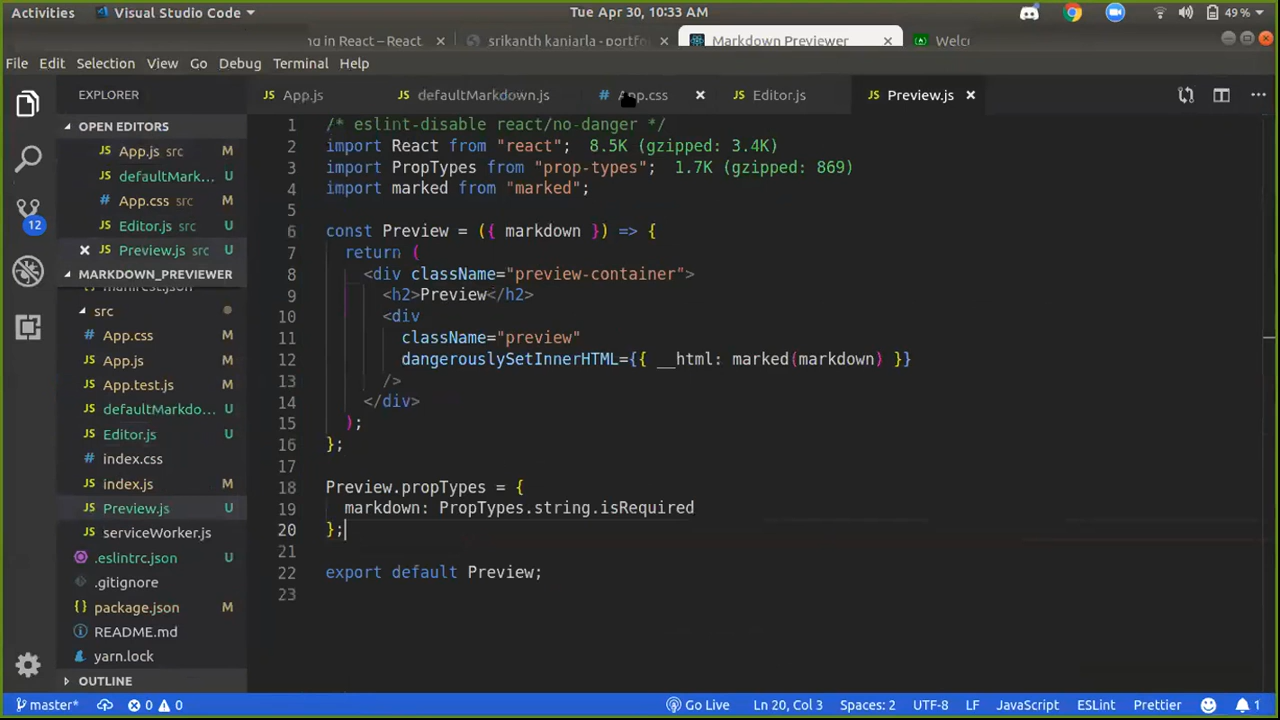 Activities Visual Studio Code Tue Apr 30, 10:33 AM 49 %
ng in React – React srikanth kaniarla - portfo Markdown Previewer Welc
File Edit Selection View Go Debug Terminal Help
EXPLORER
App.js defaultMarkdown.js App.css Editor.js Preview.js
OPEN EDITORS
App.js src M
defaultMark... U
App.css src M
Editor.js src U
Preview.js src U
MARKDOWN_PREVIEWER
manifest.json
src
App.css M
App.js M
App.test.js M
defaultMarkdo... U
Editor.js U
index.css
index.js M
Preview.js U
serviceWorker.js
.eslintrc.json U
.gitignore
package.json M
README.md
yarn.lock
OUTLINE
12
1 /* eslint-disable react/no-danger */
2 import React from "react"; 8.5K (gzipped: 3.4K)
3 import PropTypes from "prop-types"; 1.7K (gzipped: 869)
4 import marked from "marked";
5
6 const Preview = ({ markdown }) => {
7 return (
8 <div className="preview-container">
9 <h2>Preview</h2>
10 <div
11 className="preview"
12 dangerouslySetInnerHTML={{ __html: marked(markdown) }}
13 />
14 </div>
15 );
16 };
17
18 Preview.propTypes = {
19 markdown: PropTypes.string.isRequired
20 };
21
22 export default Preview;
23
master* 0 0 Go Live Ln 20, Col 3 Spaces: 2 UTF-8 LF JavaScript ESLint Prettier 1